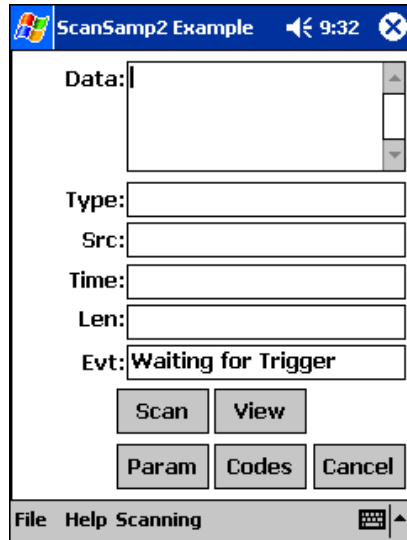 ScanSamp2 Example 9:32
Data:
Type:
Src:
Time:
Len:
Evt: Waiting for Trigger
Scan View
Param Codes Cancel
File Help Scanning